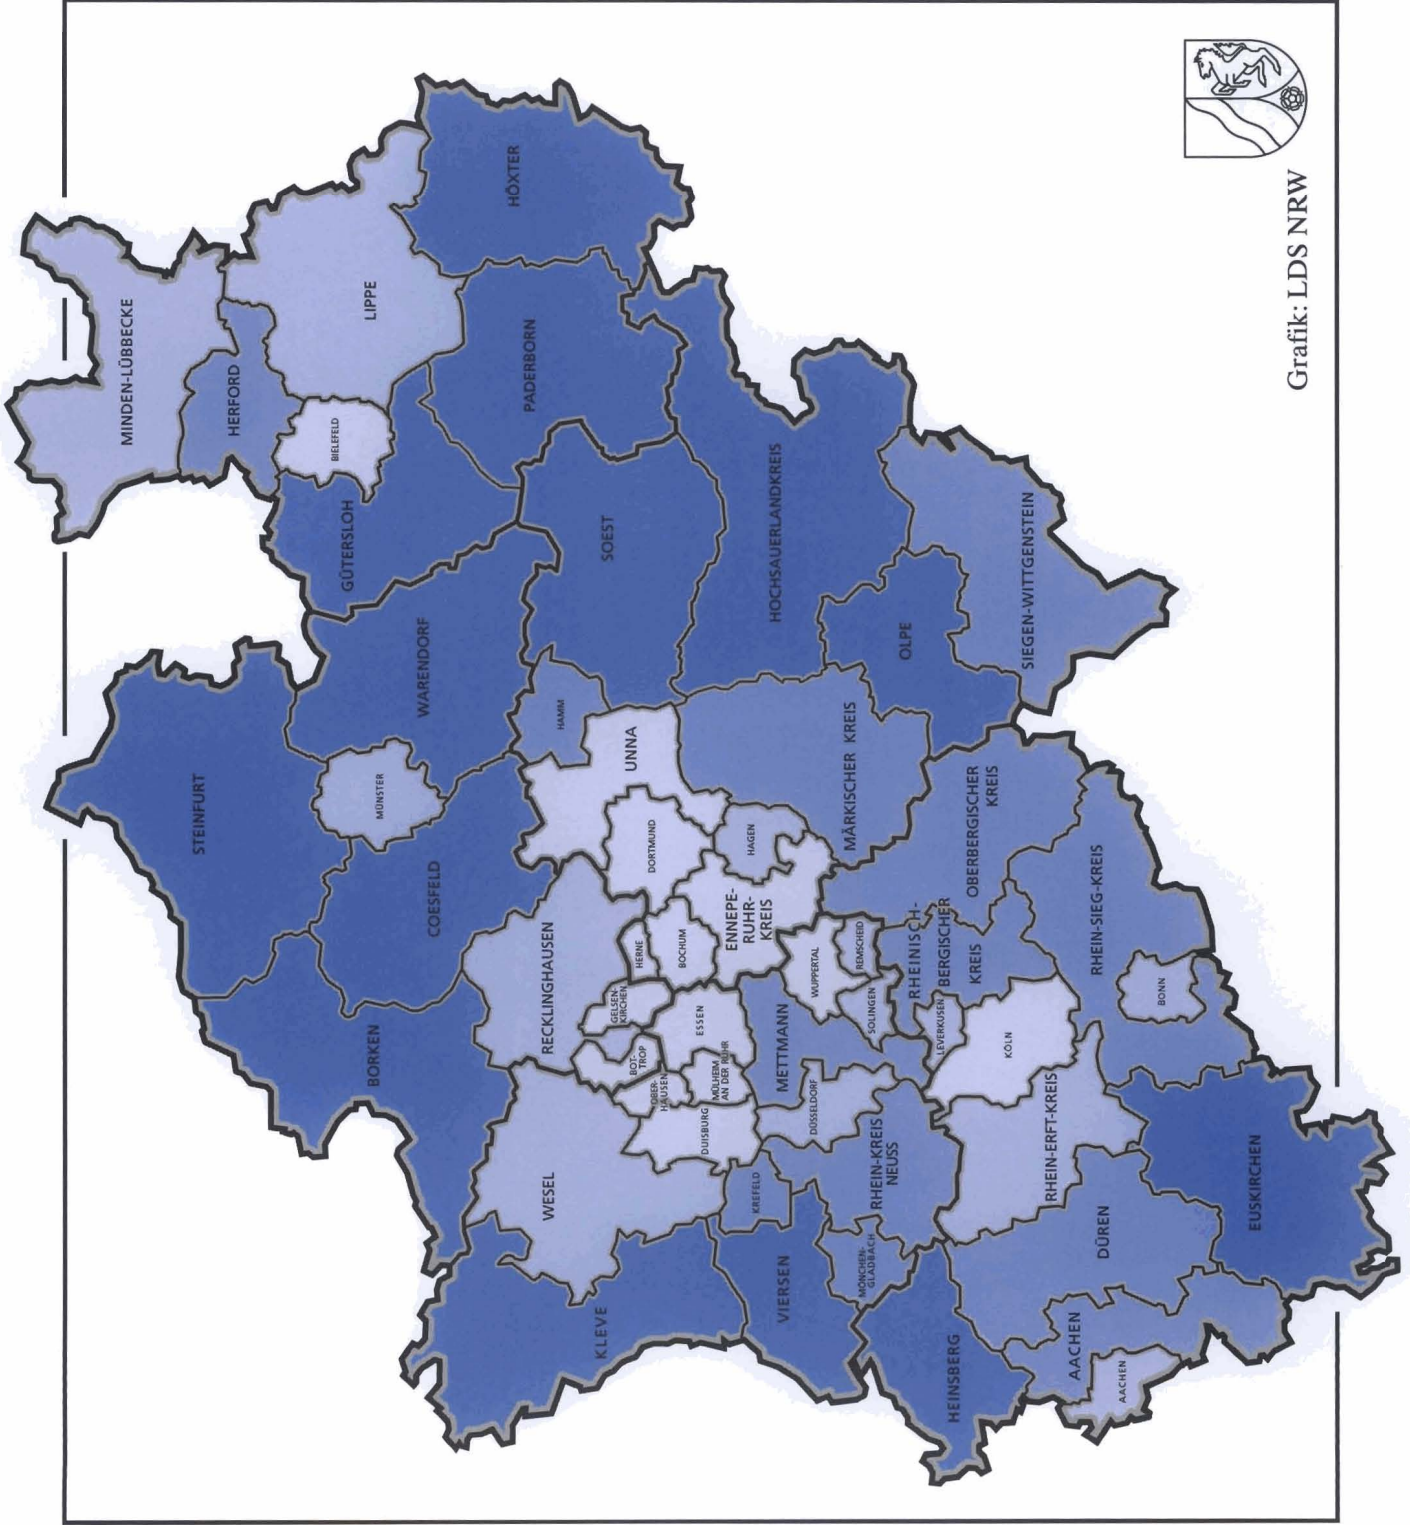 MINDEN-LÜBBECKE
HERFORD
LIPPE
BIELEFELD
HÖXTER
PADERBORN
GÜTERSLOH
STEINFURT
WARENDORF
SOEST
HOCHSAUERLANDKREIS
MÜNSTER
HAMM
UNNA
COESFELD
BORKEN
RECKLINGHAUSEN
DORTMUND
HAGEN
MÄRKISCHER KREIS
OLPE
SIEGEN-WITTGENSTEIN
HERNE
BOCHUM
ENNEPE-
RUHR-
KREIS
GELSEN-
KIRCHEN
BOT-
TROP
ESSEN
OBER-
HAUSEN
MÜLHEIM
AN DER RUHR
DUISBURG
WESEL
KLEVE
KREFELD
VIERSEN
METTMANN
WUPPERTAL
REMSCHEID
SOLINGEN
DÜSSELDORF
RHEIN-KREIS
NEUSS
MÖNCHEN-
GLADBACH
HEINSBERG
OBERBERGISCHER
KREIS
RHEINISCH-
BERGISCHER
KREIS
LEVERKUSEN
KÖLN
RHEIN-SIEG-KREIS
BONN
RHEIN-ERFT-KREIS
DÜREN
AACHEN
AACHEN
EUSKIRCHEN
Grafik: LDS NRW